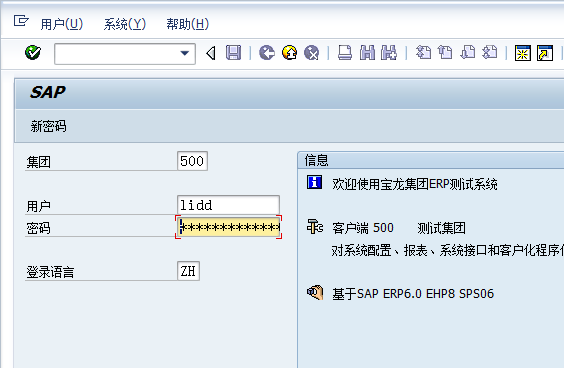 用户(U) 系统(Y) 帮助(H)
SAP
新密码
集团 500
信息
欢迎使用宝龙集团ERP测试系统
用户 lidd
密码 **************
客户端 500 测试集团
对系统配置、报表、系统接口和客户化程序
登录语言 ZH
基于SAP ERP6.0 EHP8 SPS06